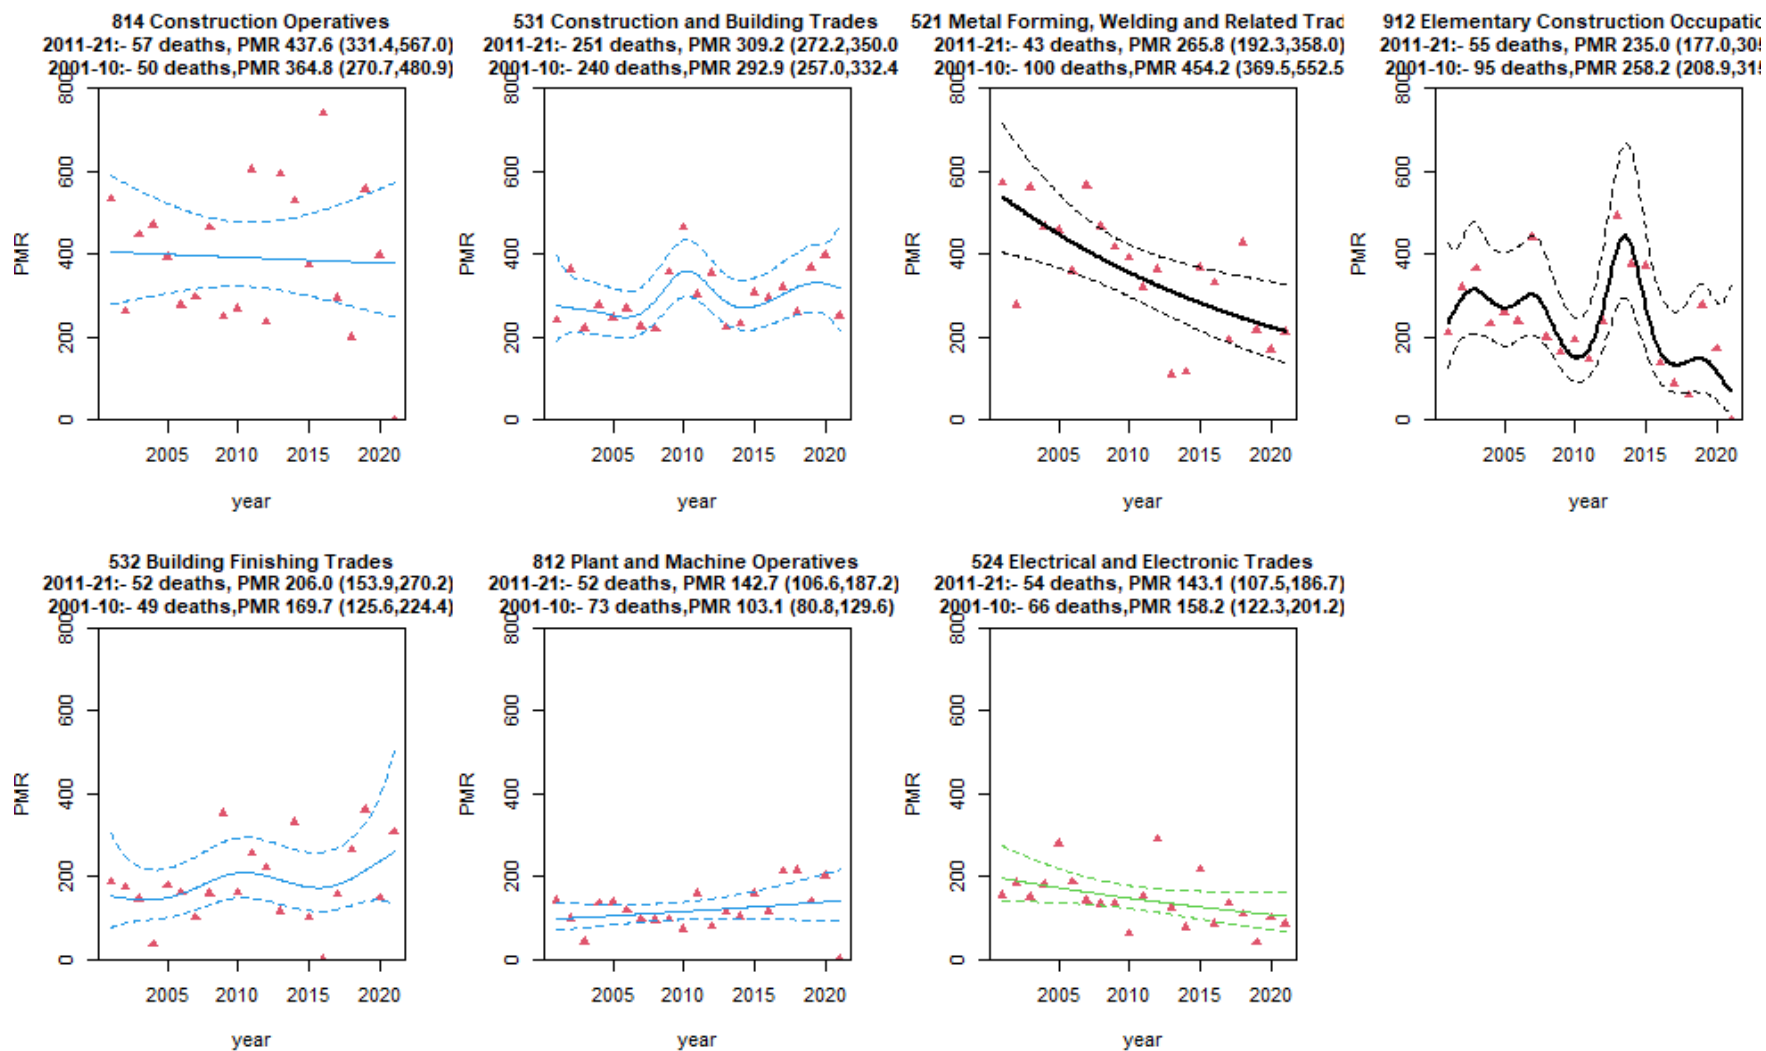 814 Construction Operatives
2011-21:- 57 deaths, PMR 437.6 (331.4,567.0)
2001-10:- 50 deaths,PMR 364.8 (270.7,480.9)
800
600
400
200
0
PMR
2005 2010 2015 2020
year
531 Construction and Building Trades
2011-21:- 251 deaths, PMR 309.2 (272.2,350.0
2001-10:- 240 deaths,PMR 292.9 (257.0,332.4
800
600
400
200
0
PMR
2005 2010 2015 2020
year
521 Metal Forming, Welding and Related Trad
2011-21:- 43 deaths, PMR 265.8 (192.3,358.0)
2001-10:- 100 deaths,PMR 454.2 (369.5,552.5
800
600
400
200
0
PMR
2005 2010 2015 2020
year
912 Elementary Construction Occupatio
2011-21:- 55 deaths, PMR 235.0 (177.0,30
2001-10:- 95 deaths,PMR 258.2 (208.9,31
800
600
400
200
0
PMR
2005 2010 2015 2020
year
532 Building Finishing Trades
2011-21:- 52 deaths, PMR 206.0 (153.9,270.2)
2001-10:- 49 deaths,PMR 169.7 (125.6,224.4)
800
600
400
200
0
PMR
2005 2010 2015 2020
year
812 Plant and Machine Operatives
2011-21:- 52 deaths, PMR 142.7 (106.6,187.2)
2001-10:- 73 deaths,PMR 103.1 (80.8,129.6)
800
600
400
200
0
PMR
2005 2010 2015 2020
year
524 Electrical and Electronic Trades
2011-21:- 54 deaths, PMR 143.1 (107.5,186.7)
2001-10:- 66 deaths,PMR 158.2 (122.3,201.2)
800
600
400
200
0
PMR
2005 2010 2015 2020
year